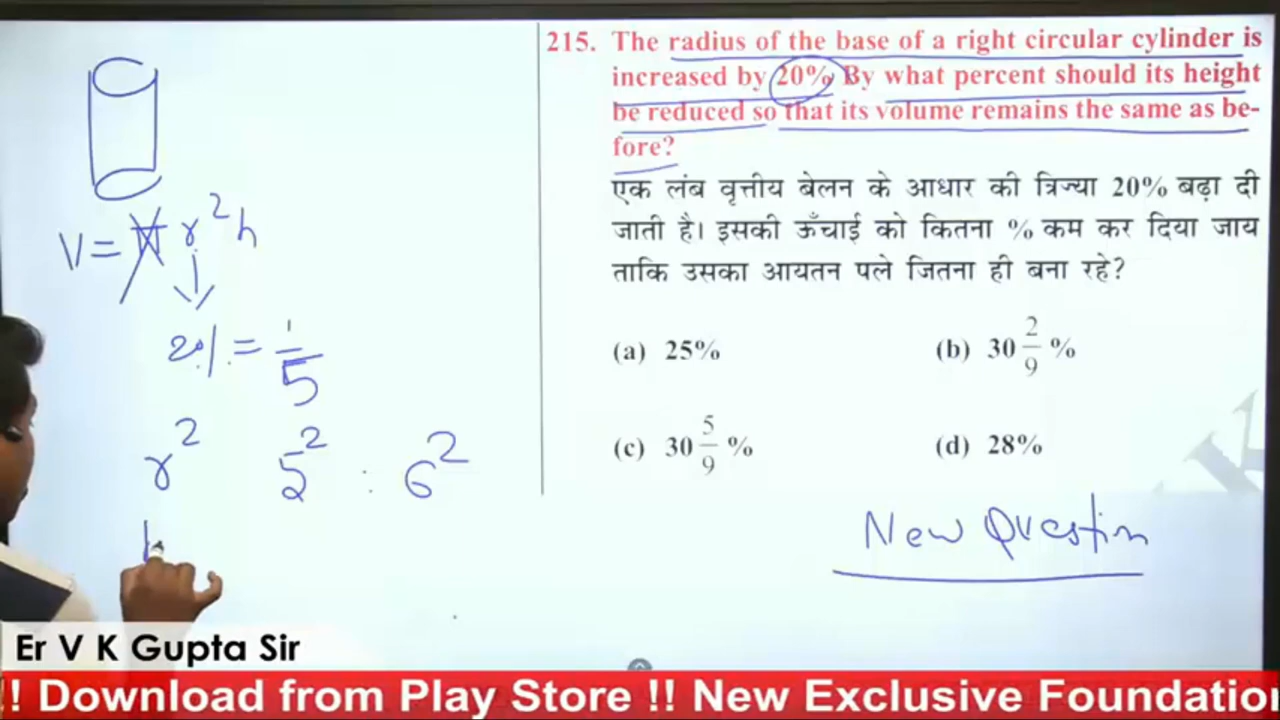 V = π r² h
20% = 1/5
r² 5² : 6²
h
215. The radius of the base of a right circular cylinder is
increased by 20%. By what percent should its height
be reduced so that its volume remains the same as be-
fore?
एक लंब वृत्तीय बेलन के आधार की त्रिज्या 20% बढ़ा दी
जाती है। इसकी ऊँचाई को कितना % कम कर दिया जाय
ताकि उसका आयतन पले जितना ही बना रहे?
(a) 25% (b) 30 2/9 %
(c) 30 5/9 % (d) 28%
New Question
Er V K Gupta Sir
!! Download from Play Store !! New Exclusive Foundation